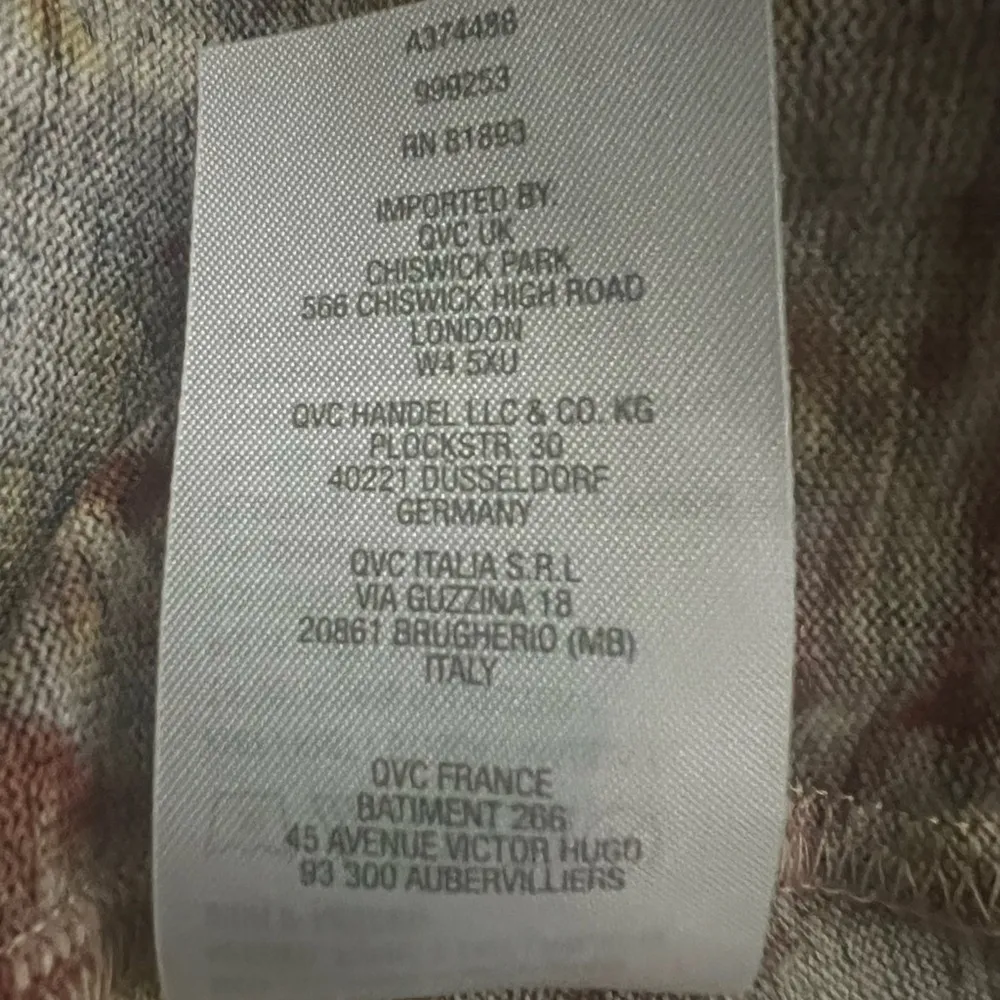 A374486
999253
RN 81893
IMPORTED BY:
QVC UK
CHISWICK PARK
566 CHISWICK HIGH ROAD
LONDON
W4 5XU
QVC HANDEL LLC & CO. KG
PLOCKSTR. 30
40221 DUSSELDORF
GERMANY
QVC ITALIA S.R.L
VIA GUZZINA 18
20861 BRUGHERIO (MB)
ITALY
QVC FRANCE
BATIMENT 266
45 AVENUE VICTOR HUGO
93 300 AUBERVILLIERS